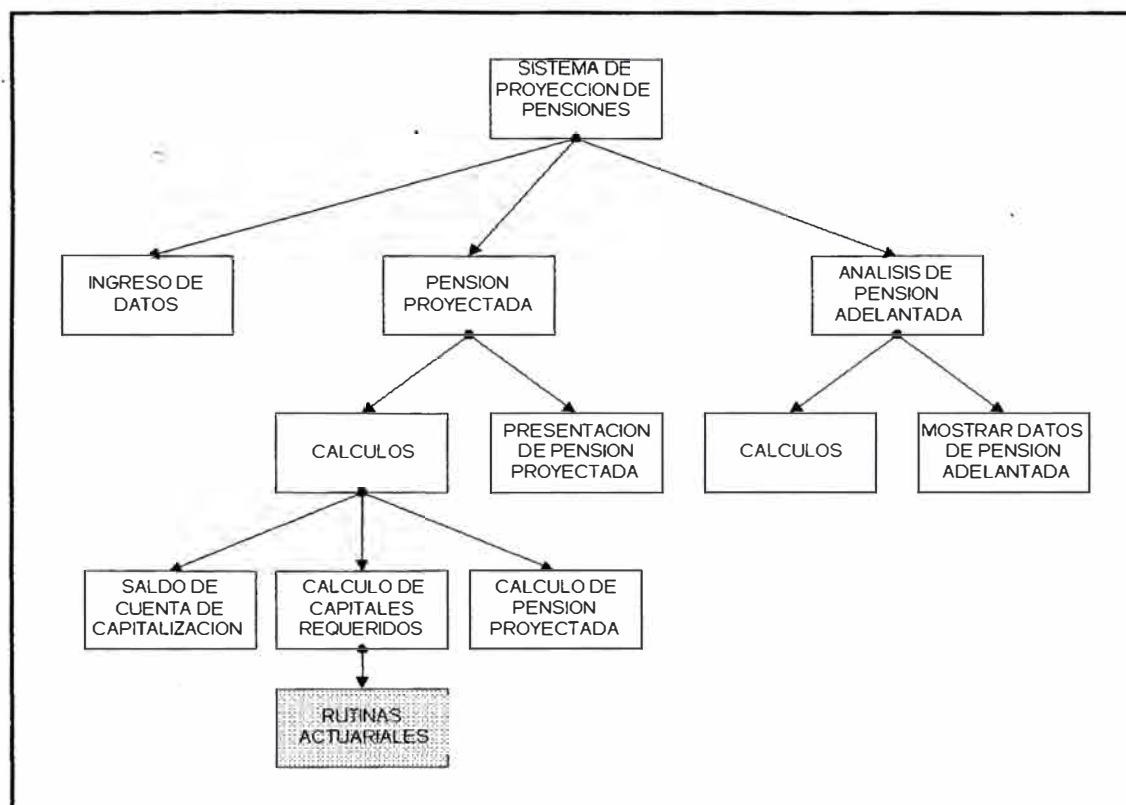 SISTEMA DE
PROYECCION DE
PENSIONES
INGRESO DE
DATOS
PENSION
PROYECTADA
ANALISIS DE
PENSION
ADELANTADA
CALCULOS
PRESENTACION
DE PENSION
PROYECTADA
CALCULOS
MOSTRAR DATOS
DE PENSION
ADELANTADA
SALDO DE
CUENTA DE
CAPITALIZACION
CALCULO DE
CAPITALES
REQUERIDOS
CALCULO DE
PENSION
PROYECTADA
RUTINAS
ACTUARIALES